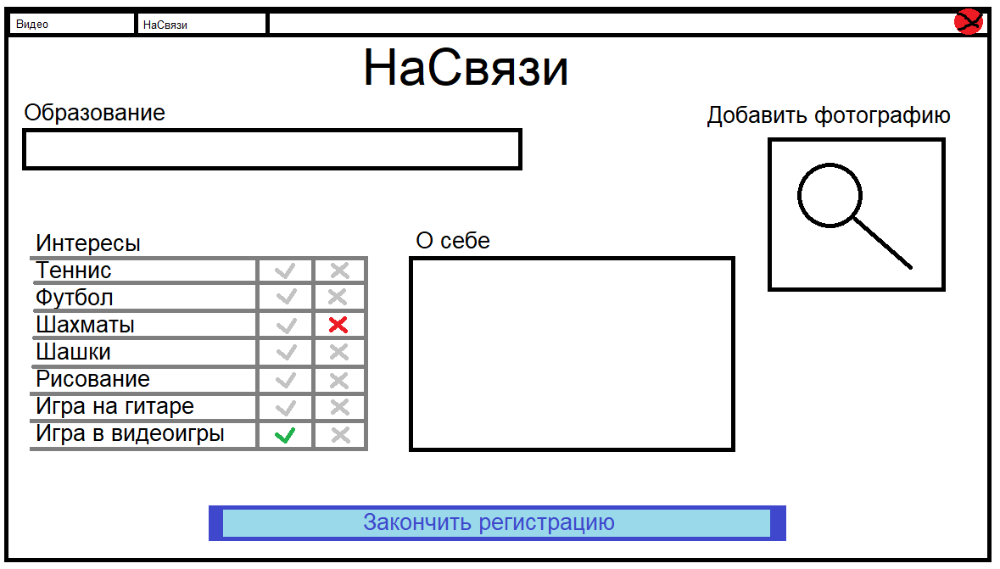 Видео
НаСвязи
НаСвязи
Образование
Добавить фотографию
Интересы
Теннис
Футбол
Шахматы
Шашки
Рисование
Игра на гитаре
Игра в видеоигры
О себе
Закончить регистрацию